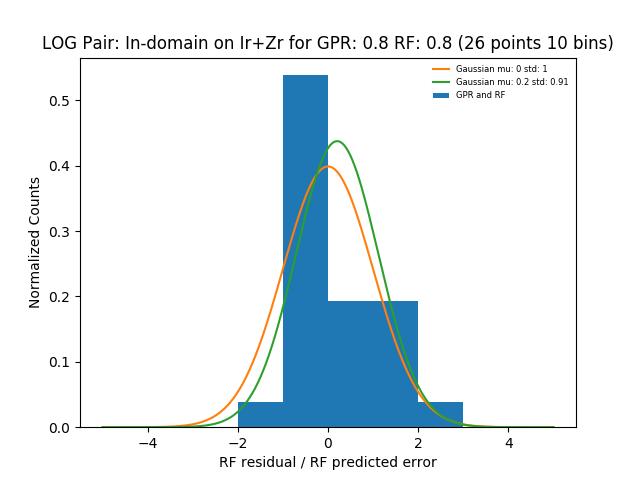 LOG Pair: In-domain on Ir+Zr for GPR: 0.8 RF: 0.8 (26 points 10 bins)
Gaussian mu: 0 std: 1
Gaussian mu: 0.2 std: 0.91
GPR and RF
Normalized Counts
0.5
0.4
0.3
0.2
0.1
0.0
−4 −2 0 2 4
RF residual / RF predicted error